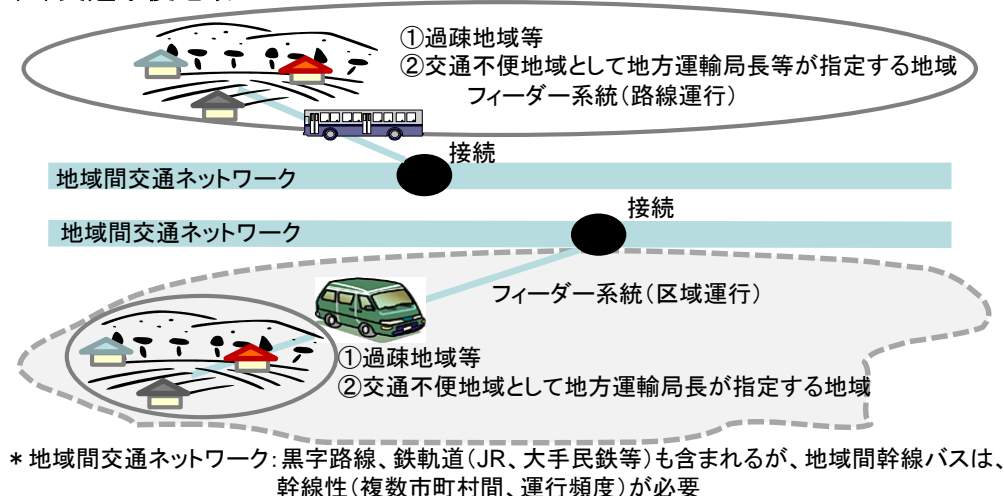 ①過疎地域等
②交通不便地域として地方運輸局長等が指定する地域
フィーダー系統(路線運行)
接続
地域間交通ネットワーク
接続
地域間交通ネットワーク
フィーダー系統(区域運行)
①過疎地域等
②交通不便地域として地方運輸局長が指定する地域
*地域間交通ネットワーク:黒字路線、鉄軌道(JR、大手民鉄等)も含まれるが、地域間幹線バスは、
幹線性(複数市町村間、運行頻度)が必要